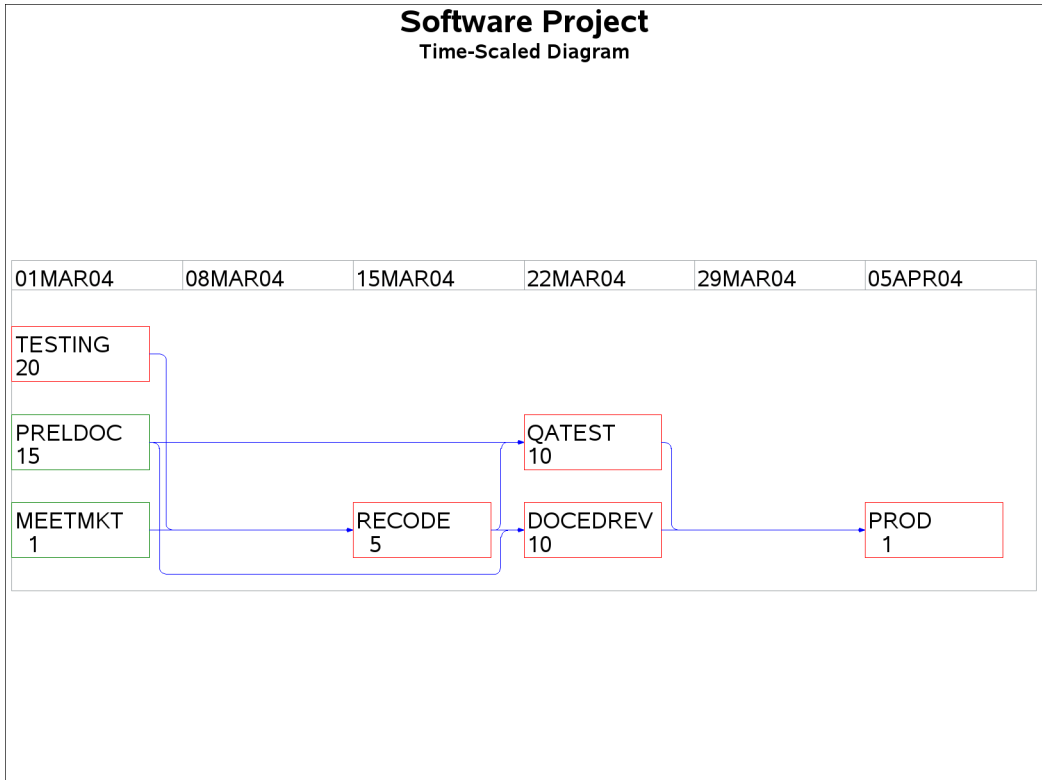 Software Project
Time-Scaled Diagram
01MAR04 08MAR04 15MAR04 22MAR04 29MAR04 05APR04
TESTING
20
PRELDOC
15
QATEST
10
MEETMKT
1
RECODE
5
DOCEDREV
10
PROD
1